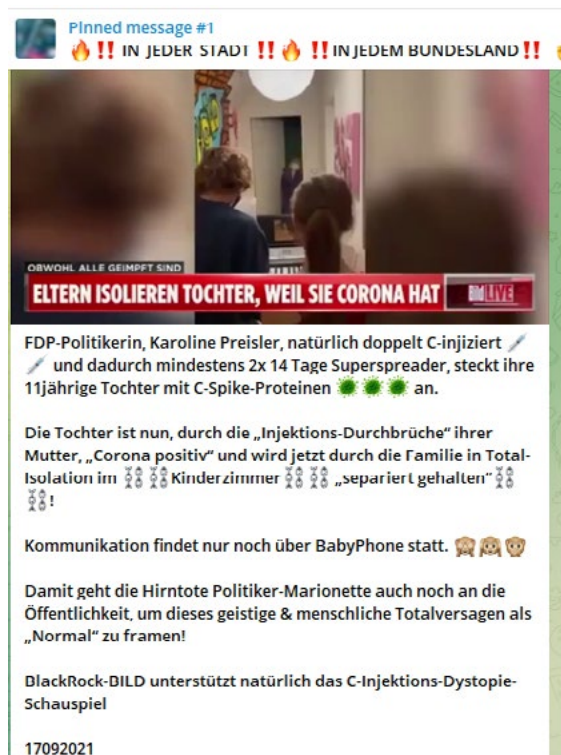 Pinned message #1
🔥‼️ IN JEDER STADT ‼️🔥 ‼️IN JEDEM BUNDESLAND‼️
OBWOHL ALLE GEIMPFT SIND
ELTERN ISOLIEREN TOCHTER, WEIL SIE CORONA HAT
Bild LIVE
FDP-Politikerin, Karoline Preisler, natürlich doppelt C-injiziert 💉
💉 und dadurch mindestens 2x 14 Tage Superspreader, steckt ihre
11jährige Tochter mit C-Spike-Proteinen 🦠🦠🦠 an.
Die Tochter ist nun, durch die „Injektions-Durchbrüche“ ihrer
Mutter, „Corona positiv“ und wird jetzt durch die Familie in Total-
Isolation im ⛓⛓Kinderzimmer⛓⛓ „separiert gehalten“⛓
⛓!
Kommunikation findet nur noch über BabyPhone statt. 🙈🙉🙊
Damit geht die Hirntote Politiker-Marionette auch noch an die
Öffentlichkeit, um dieses geistige & menschliche Totalversagen als
„Normal“ zu framen!
BlackRock-BILD unterstützt natürlich das C-Injektions-Dystopie-
Schauspiel
17092021